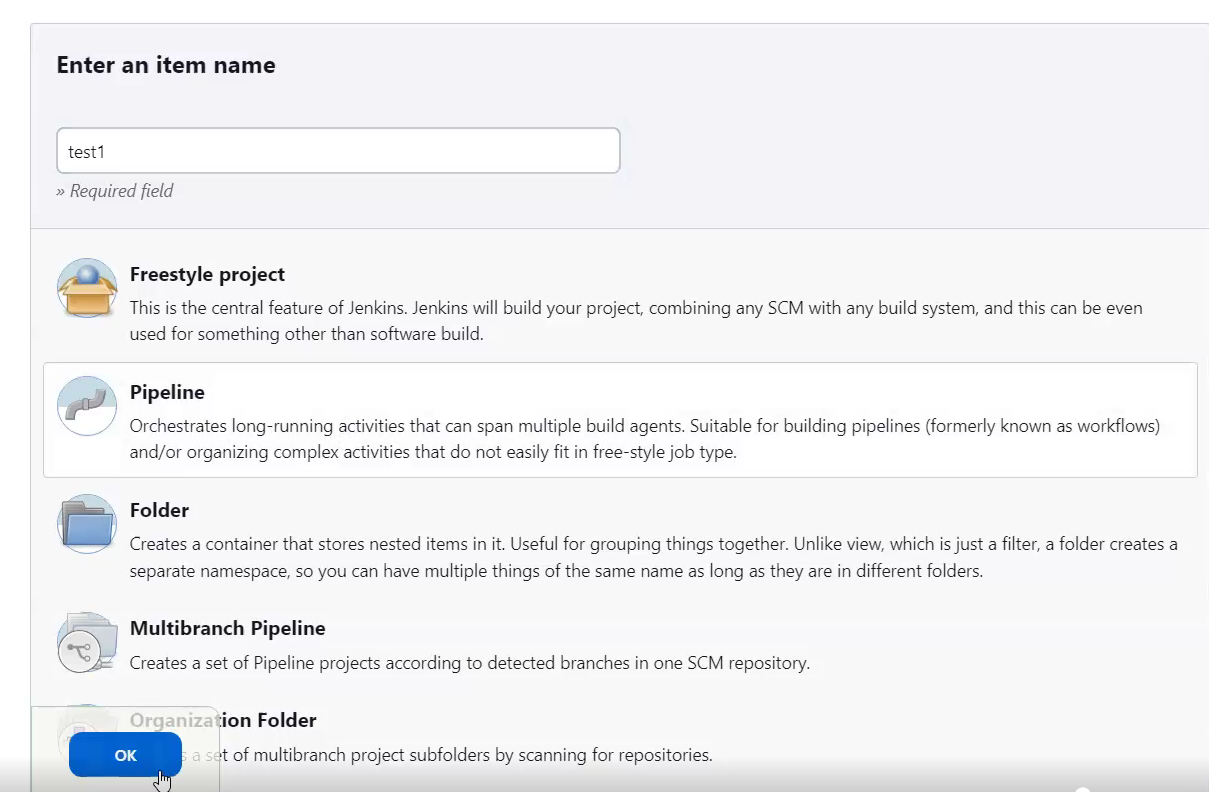 Enter an item name
test1
» Required field
Freestyle project
This is the central feature of Jenkins. Jenkins will build your project, combining any SCM with any build system, and this can be even
used for something other than software build.
Pipeline
Orchestrates long-running activities that can span multiple build agents. Suitable for building pipelines (formerly known as workflows)
and/or organizing complex activities that do not easily fit in free-style job type.
Folder
Creates a container that stores nested items in it. Useful for grouping things together. Unlike view, which is just a filter, a folder creates a
separate namespace, so you can have multiple things of the same name as long as they are in different folders.
Multibranch Pipeline
Creates a set of Pipeline projects according to detected branches in one SCM repository.
Organization Folder
OK
a set of multibranch project subfolders by scanning for repositories.